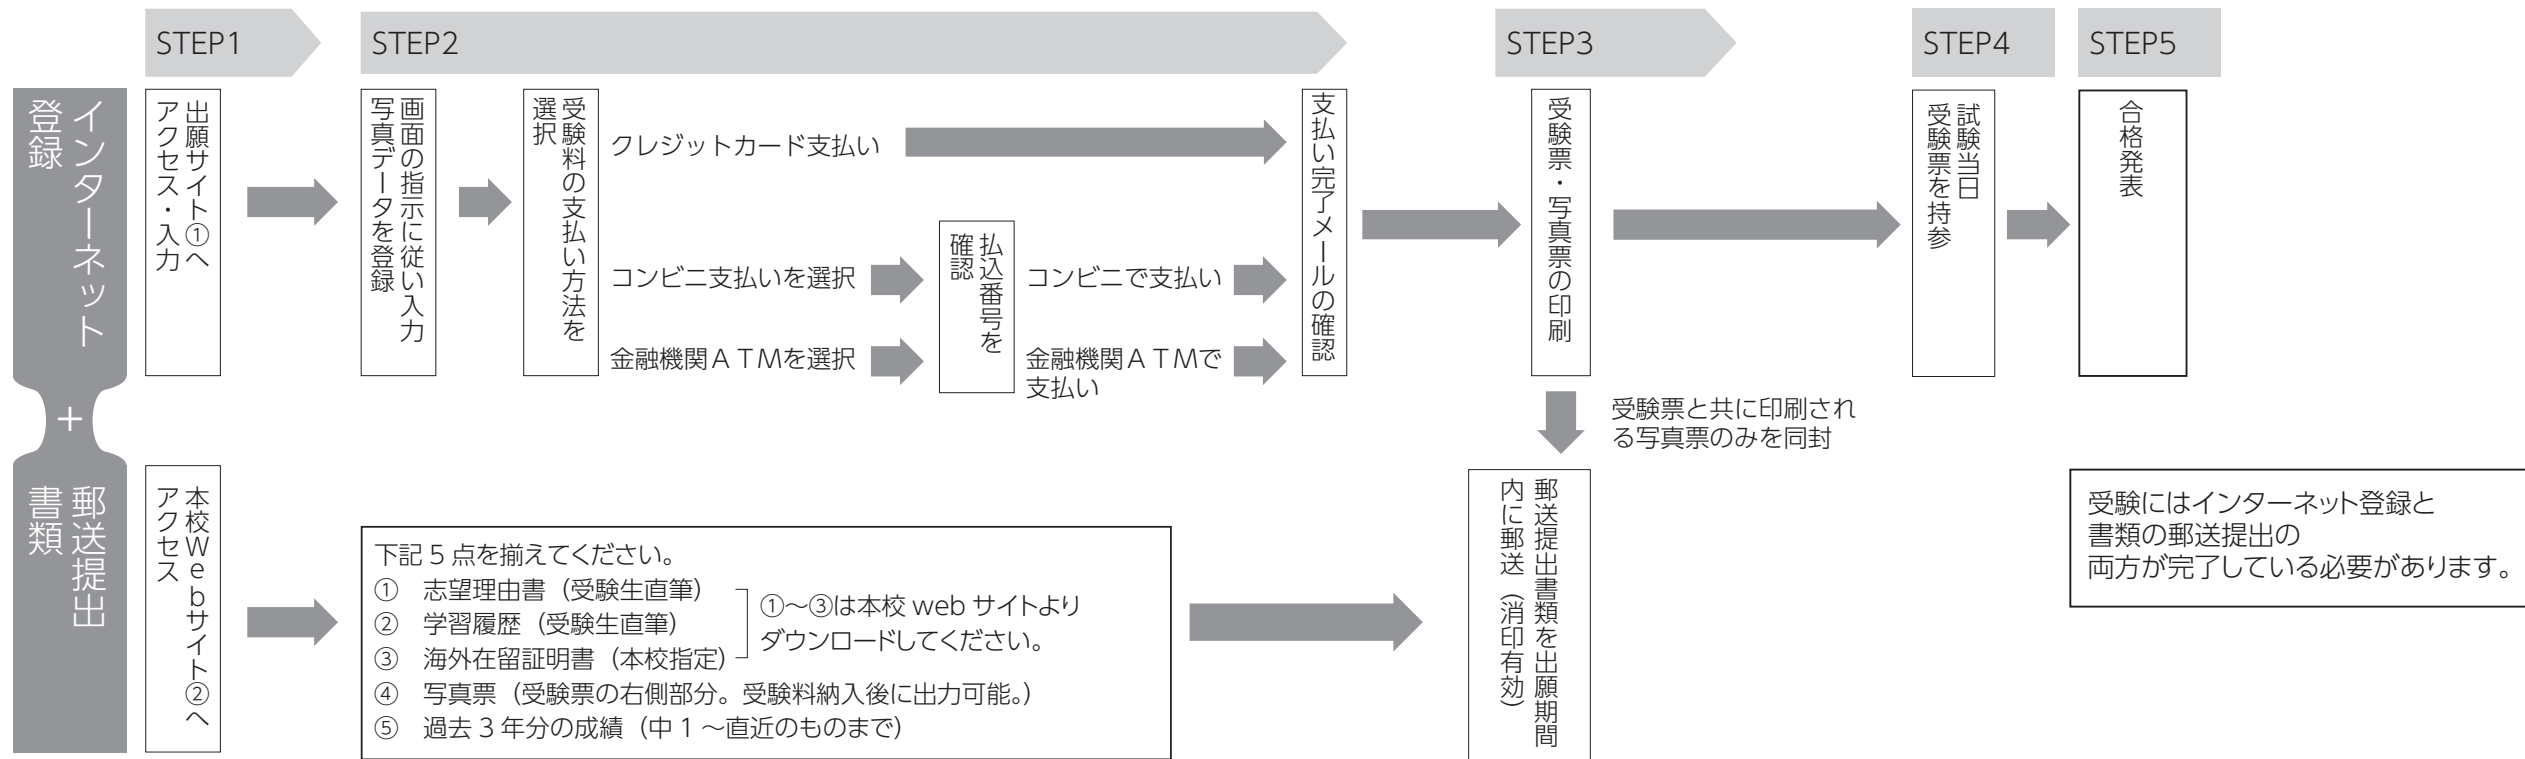 STEP1
STEP2
STEP3
STEP4
STEP5
インターネット
登録
出願サイト①へ
アクセス・入力
画面の指示に従い入力
写真データを登録
受験料の支払い方法を
選択
クレジットカード支払い
コンビニ支払いを選択
金融機関ATMを選択
払込番号を
確認
コンビニで支払い
金融機関ATMで
支払い
支払い完了メールの確認
受験票・写真票の印刷
試験当日
受験票を持参
合格発表
+
受験票と共に印刷され
る写真票のみを同封
郵送提出
書類
本校Webサイト②へ
アクセス
下記5点を揃えてください。
① 志望理由書(受験生直筆)
② 学習履歴(受験生直筆)
③ 海外在留証明書(本校指定)
①~③は本校 web サイトより
ダウンロードしてください。
④ 写真票(受験票の右側部分。受験料納入後に出力可能。)
⑤ 過去3年分の成績(中1~直近のものまで)
郵送提出書類を出願期間
内に郵送(消印有効)
受験にはインターネット登録と
書類の郵送提出の
両方が完了している必要があります。